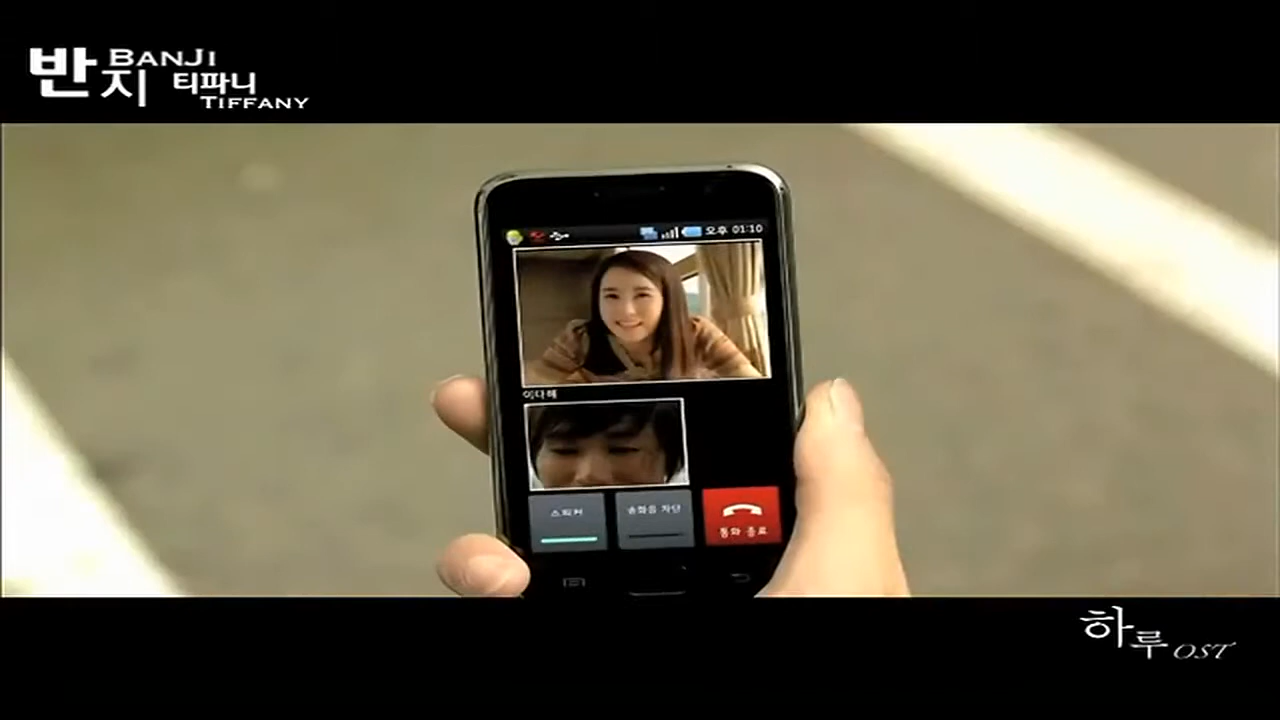 반지 BANJI
티파니
TIFFANY
오후 01:10
이다해
스피커
송화음 차단
통화 종료
하루 OST